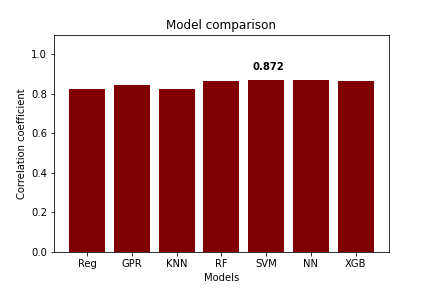 Model comparison
Correlation coefficient
1.0
0.8
0.6
0.4
0.2
0.0
0.872
Reg GPR KNN RF SVM NN XGB
Models